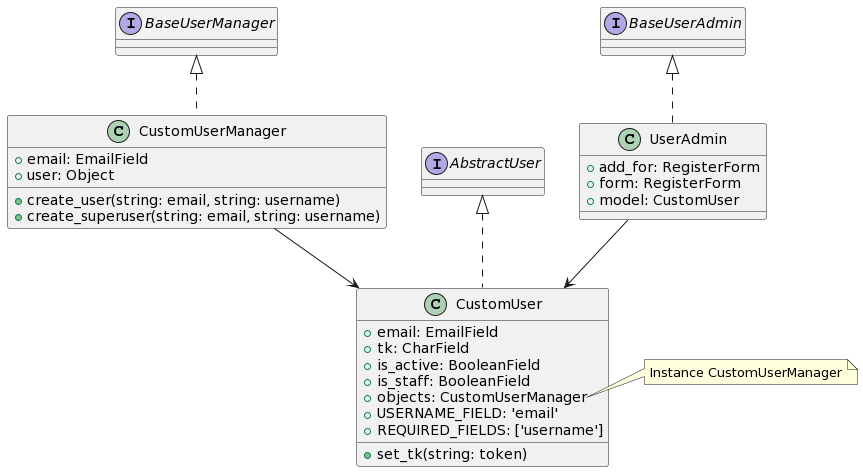 I BaseUserManager
I BaseUserAdmin
C CustomUserManager
email: EmailField
user: Object
create_user(string: email, string: username)
create_superuser(string: email, string: username)
I AbstractUser
C UserAdmin
add_for: RegisterForm
form: RegisterForm
model: CustomUser
C CustomUser
email: EmailField
tk: CharField
is_active: BooleanField
is_staff: BooleanField
objects: CustomUserManager
USERNAME_FIELD: 'email'
REQUIRED_FIELDS: ['username']
set_tk(string: token)
Instance CustomUserManager